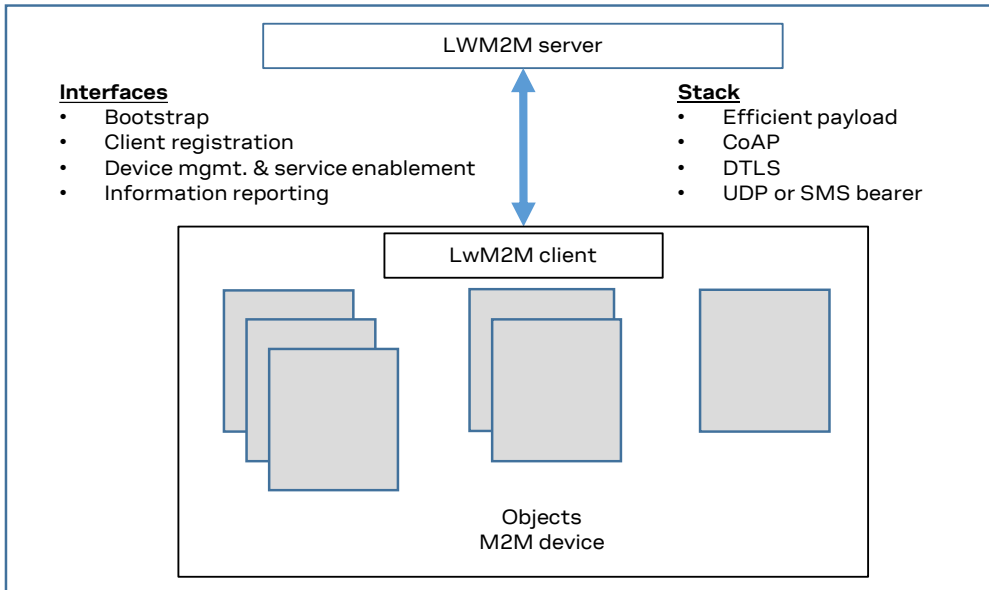 LWM2M server
Interfaces
• Bootstrap
• Client registration
• Device mgmt. & service enablement
• Information reporting
Stack
• Efficient payload
• CoAP
• DTLS
• UDP or SMS bearer
LwM2M client
Objects
M2M device